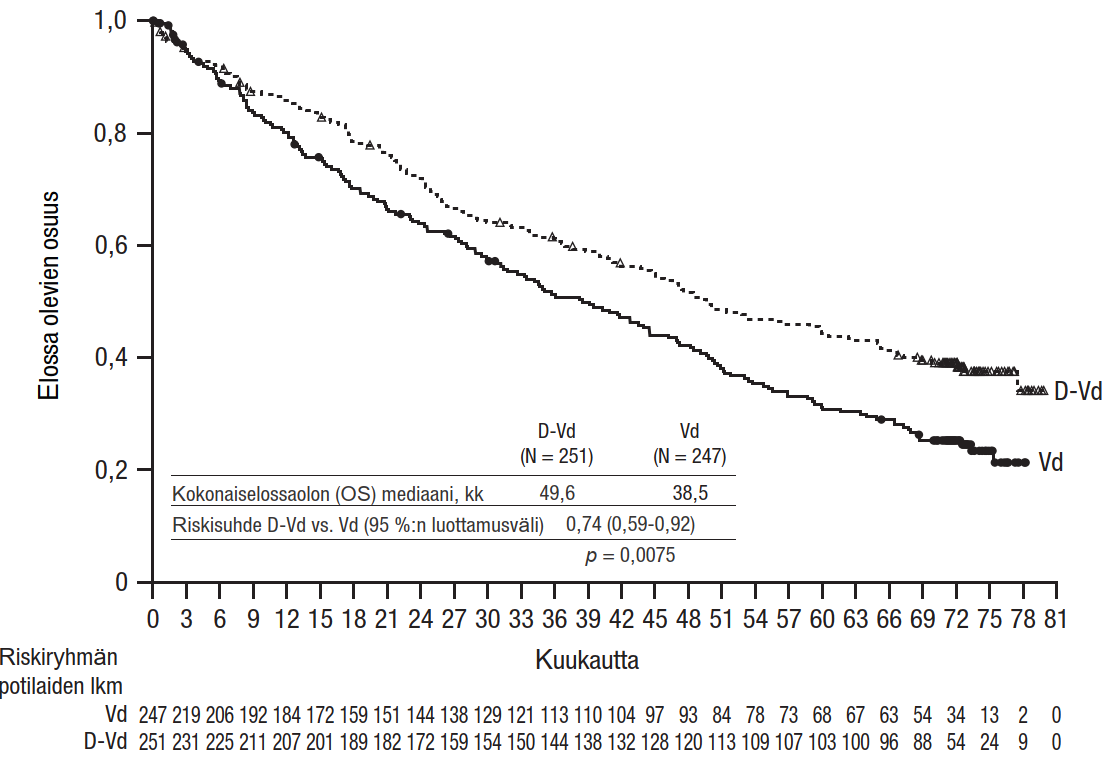 1,0
0,8
0,6
0,4
0,2
0
Elossa olevien osuus
D-Vd
Vd
D-Vd Vd
(N = 251) (N = 247)
Kokonaiselossaolon (OS) mediaani, kk 49,6 38,5
Riskisuhde D-Vd vs. Vd (95 %:n luottamusväli) 0,74 (0,59-0,92)
p = 0,0075
0 3 6 9 12 15 18 21 24 27 30 33 36 39 42 45 48 51 54 57 60 63 66 69 72 75 78 81
Kuukautta
Riskiryhmän
potilaiden lkm
Vd 247 219 206 192 184 172 159 151 144 138 129 121 113 110 104 97 93 84 78 73 68 67 63 54 34 13 2 0
D-Vd 251 231 225 211 207 201 189 182 172 159 154 150 144 138 132 128 120 113 109 107 103 100 96 88 54 24 9 0